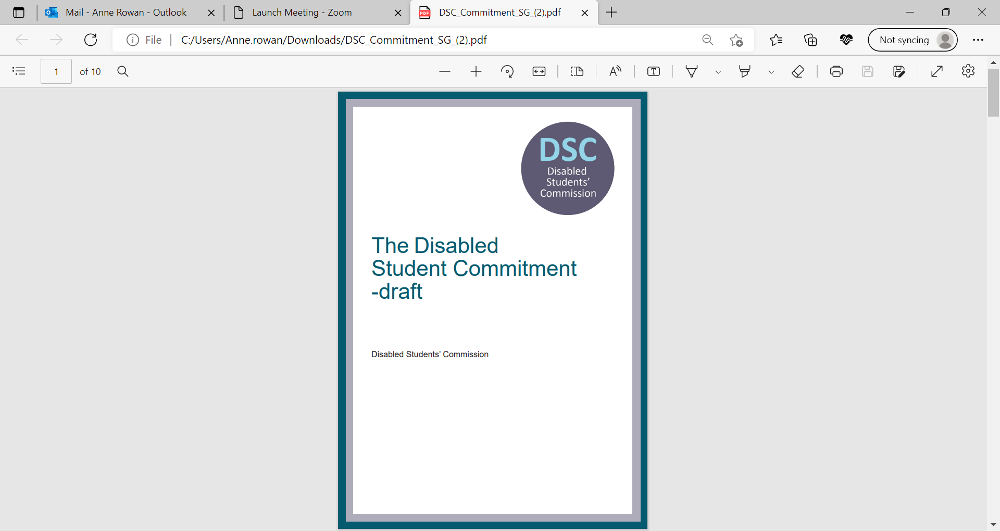 Mail - Anne Rowan - Outlook
Launch Meeting - Zoom
PDF
DSC_Commitment_SG_(2).pdf
File
C:/Users/Anne.rowan/Downloads/DSC_Commitment_SG_(2).pdf
Not syncing
1
of 10
DSC
Disabled
Students’
Commission
The Disabled
Student Commitment
-draft
Disabled Students’ Commission